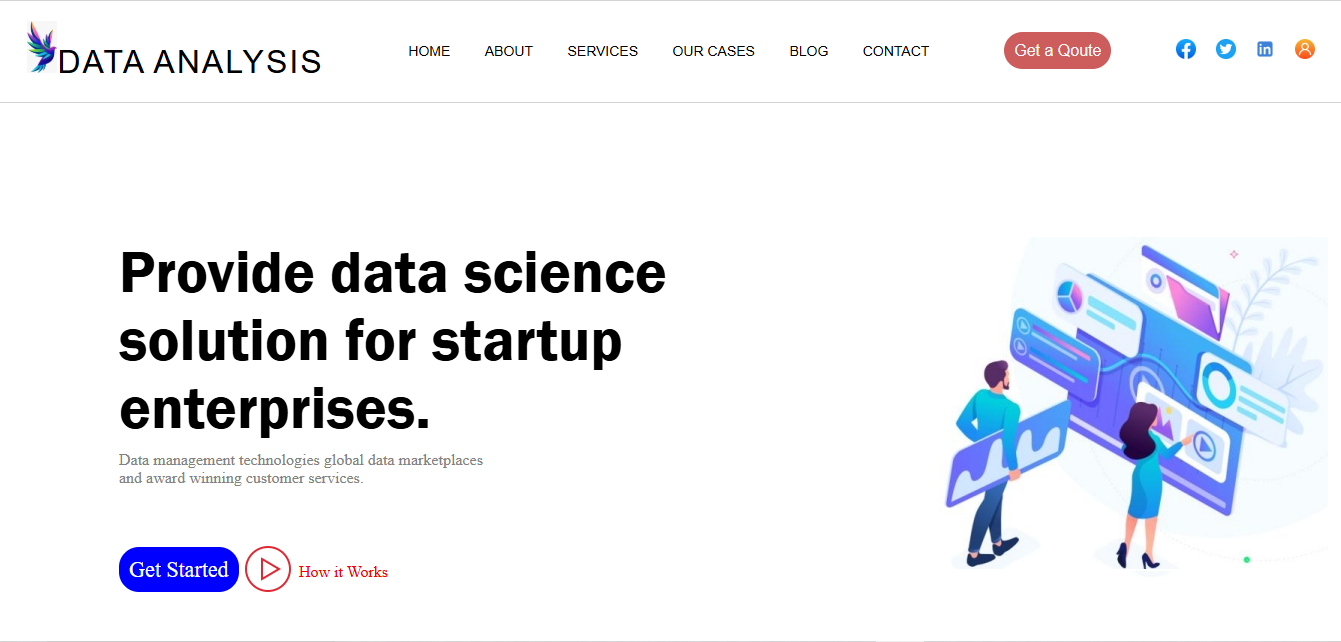 DATA ANALYSIS
HOME ABOUT SERVICES OUR CASES BLOG CONTACT
Get a Qoute
Provide data science
solution for startup
enterprises.
Data management technologies global data marketplaces
and award winning customer services.
Get Started
How it Works